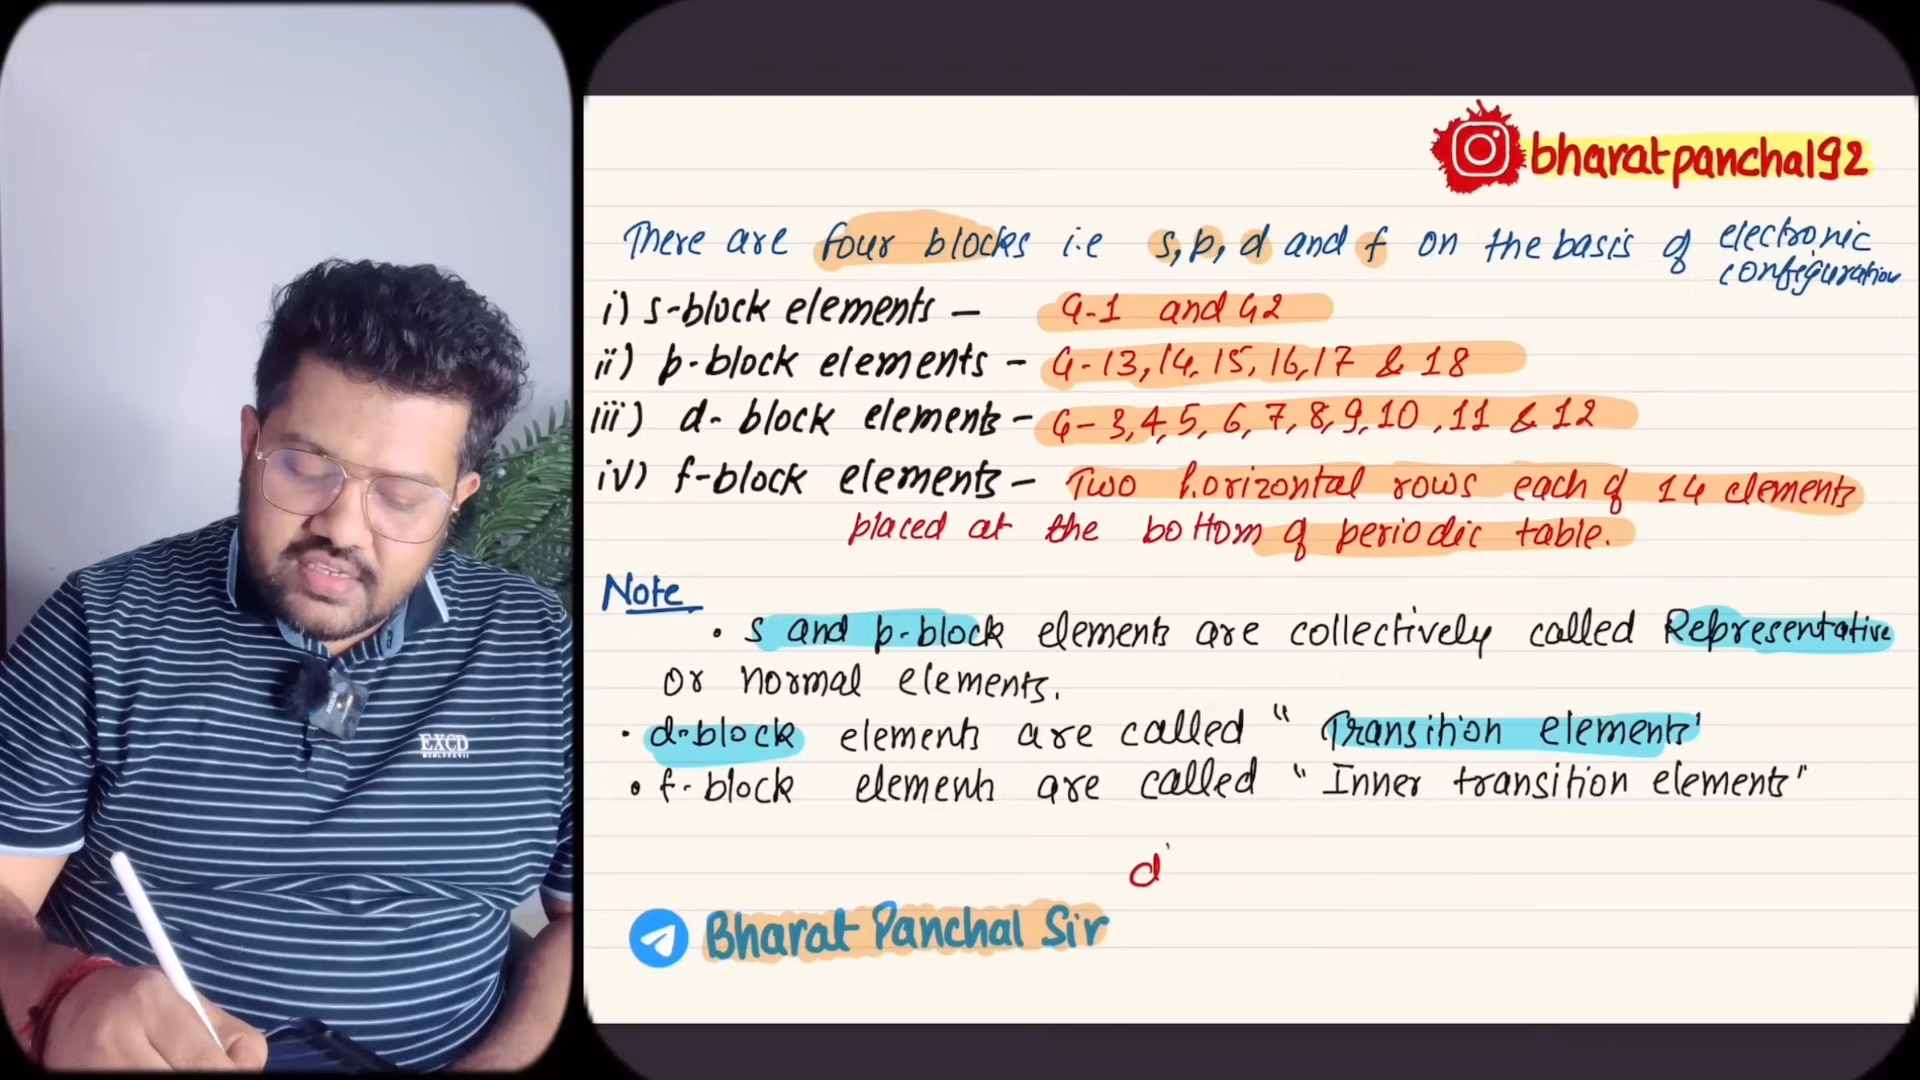 bharatpanchal92
There are four blocks i.e s, p, d and f on the basis of electronic configuration
i) s-block elements - G-1 and G2
ii) p-block elements - G-13, 14, 15, 16, 17 & 18
iii) d-block elements - G-3, 4, 5, 6, 7, 8, 9, 10, 11 & 12
iv) f-block elements - Two horizontal rows each of 14 elements
placed at the bottom of periodic table.
Note
• s and p-block elements are collectively called Representative
or normal elements.
• d-block elements are called "Transition elements'
• f-block elements are called "Inner transition elements"
d
Bharat Panchal Sir
EXCD